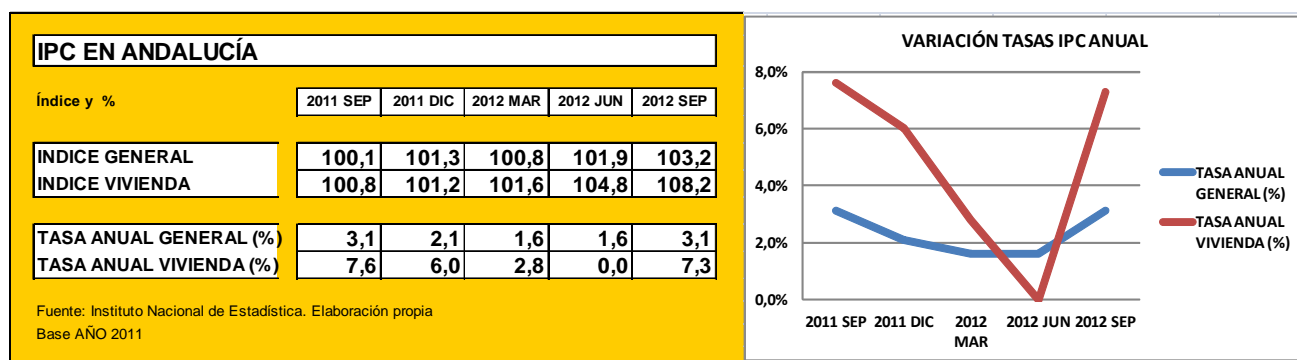 IPC EN ANDALUCÍA
Índice y % 2011 SEP 2011 DIC 2012 MAR 2012 JUN 2012 SEP
INDICE GENERAL 100,1 101,3 100,8 101,9 103,2
INDICE VIVIENDA 100,8 101,2 101,6 104,8 108,2
TASA ANUAL GENERAL (%) 3,1 2,1 1,6 1,6 3,1
TASA ANUAL VIVIENDA (%) 7,6 6,0 2,8 0,0 7,3
Fuente: Instituto Nacional de Estadística. Elaboración propia
Base AÑO 2011
VARIACIÓN TASAS IPC ANUAL
8,0%
6,0%
4,0%
2,0%
0,0%
2011 SEP 2011 DIC 2012 2012 JUN 2012 SEP
MAR
TASA ANUAL
GENERAL (%)
TASA ANUAL
VIVIENDA (%)